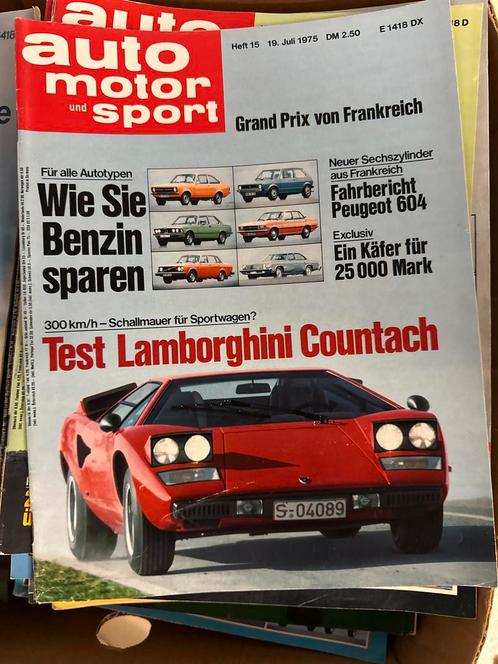 auto
motor
und sport
Heft 15 19. Juli 1975 DM 2.50 E 1418 DX
Grand Prix von Frankreich
Für alle Autotypen
Wie Sie
Benzin
sparen
Neuer Sechszylinder
aus Frankreich
Fahrbericht
Peugeot 604
Exclusiv
Ein Käfer für
25 000 Mark
300 km/h – Schallmauer für Sportwagen?
Test Lamborghini Countach
S-04089